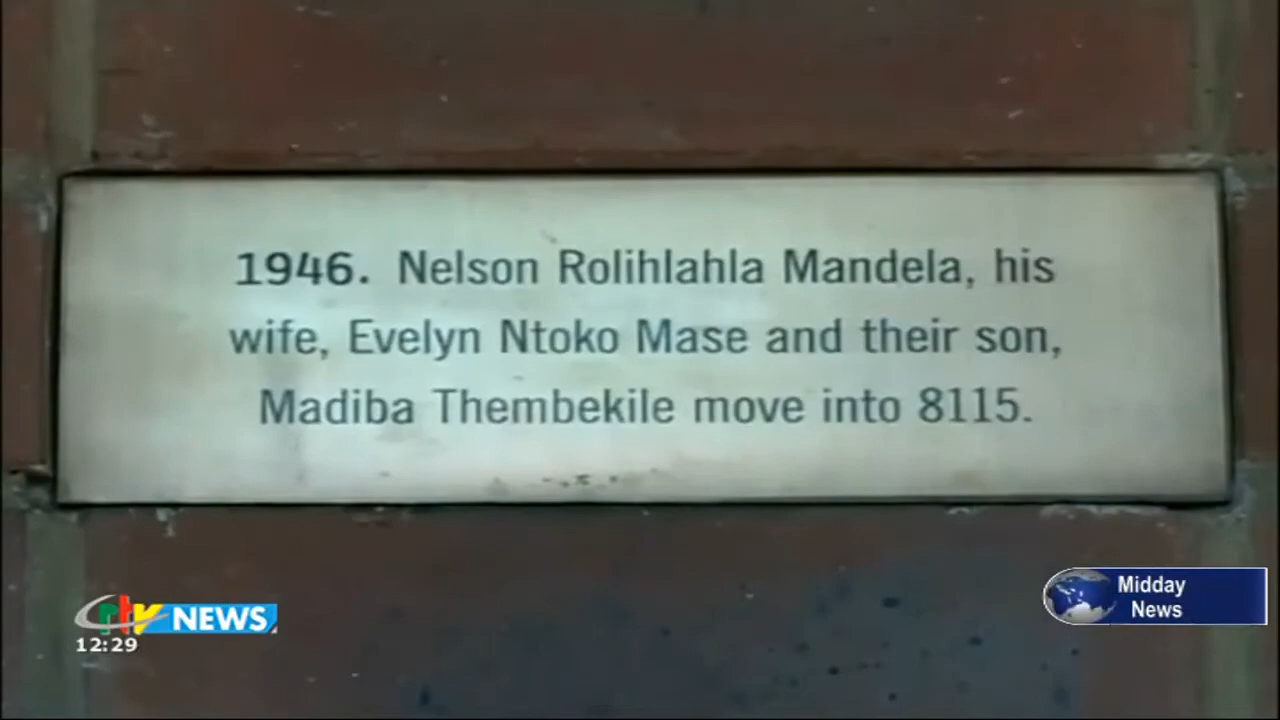 1946. Nelson Rolihlahla Mandela, his
wife, Evelyn Ntoko Mase and their son,
Madiba Thembekile move into 8115.
NEWS
12:29
Midday
News